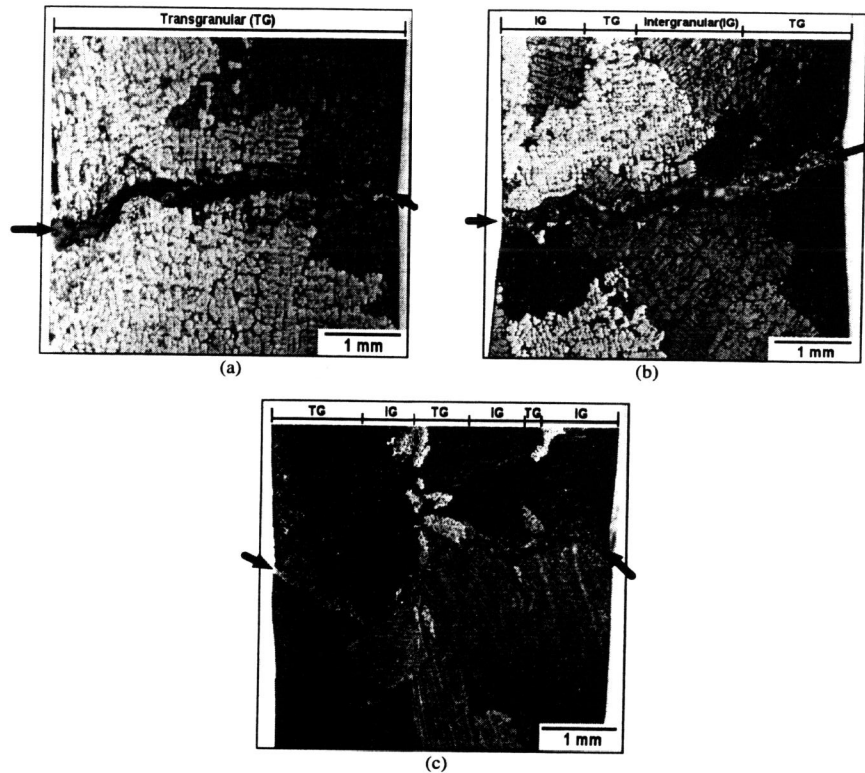 Transgranular (TG)
1 mm
(a)
IG TG Intergranular(IG) TG
1 mm
(b)
TG IG TG IG TG IG
1 mm
(c)